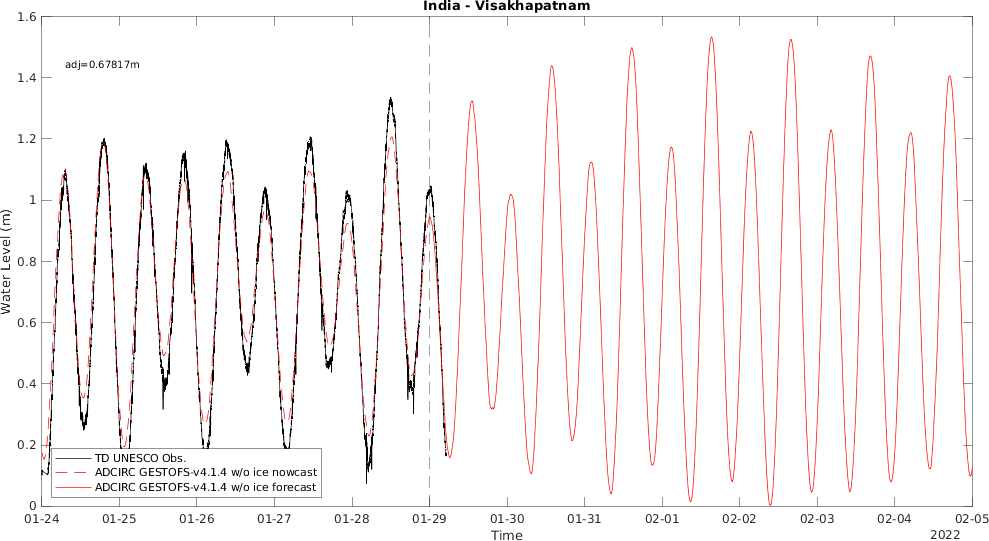 India - Visakhapatnam
1.6
1.4
1.2
1
0.8
0.6
0.4
0.2
0
Water Level (m)
adj=0.67817m
TD UNESCO Obs.
ADCIRC GESTOFS-v4.1.4 w/o ice nowcast
ADCIRC GESTOFS-v4.1.4 w/o ice forecast
01-24 01-25 01-26 01-27 01-28 01-29 01-30 01-31 02-01 02-02 02-03 02-04 02-05
Time
2022